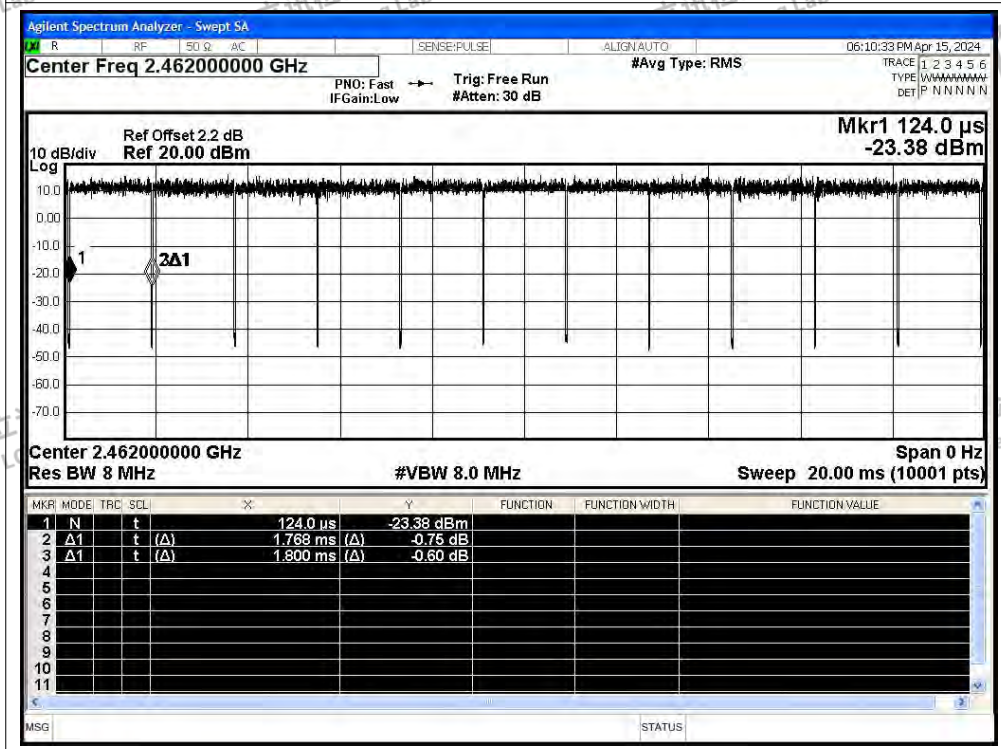 Agilent Spectrum Analyzer - Swept SA
R RF 50 Ω AC SENSE:PULSE ALIGN AUTO 06:10:33 PM Apr 15, 2024
Center Freq 2.462000000 GHz #Avg Type: RMS TRACE 1 2 3 4 5 6
PNO: Fast Trig: Free Run TYPE WWWWWW
IFGain:Low #Atten: 30 dB DET P N N N N N
Mkr1 124.0 µs
Ref Offset 2.2 dB
10 dB/div Ref 20.00 dBm -23.38 dBm
Log
10.0
0.00
-10.0
1 2Δ1
-20.0
-30.0
-40.0
-50.0
-60.0
-70.0
Center 2.462000000 GHz Span 0 Hz
Res BW 8 MHz #VBW 8.0 MHz Sweep 20.00 ms (10001 pts)
MKR MODE TRC SCL X Y FUNCTION FUNCTION WIDTH FUNCTION VALUE
1 N t 124.0 µs -23.38 dBm
2 Δ1 t (Δ) 1.768 ms (Δ) -0.75 dB
3 Δ1 t (Δ) 1.800 ms (Δ) -0.60 dB
4
5
6
7
8
9
10
11
MSG STATUS